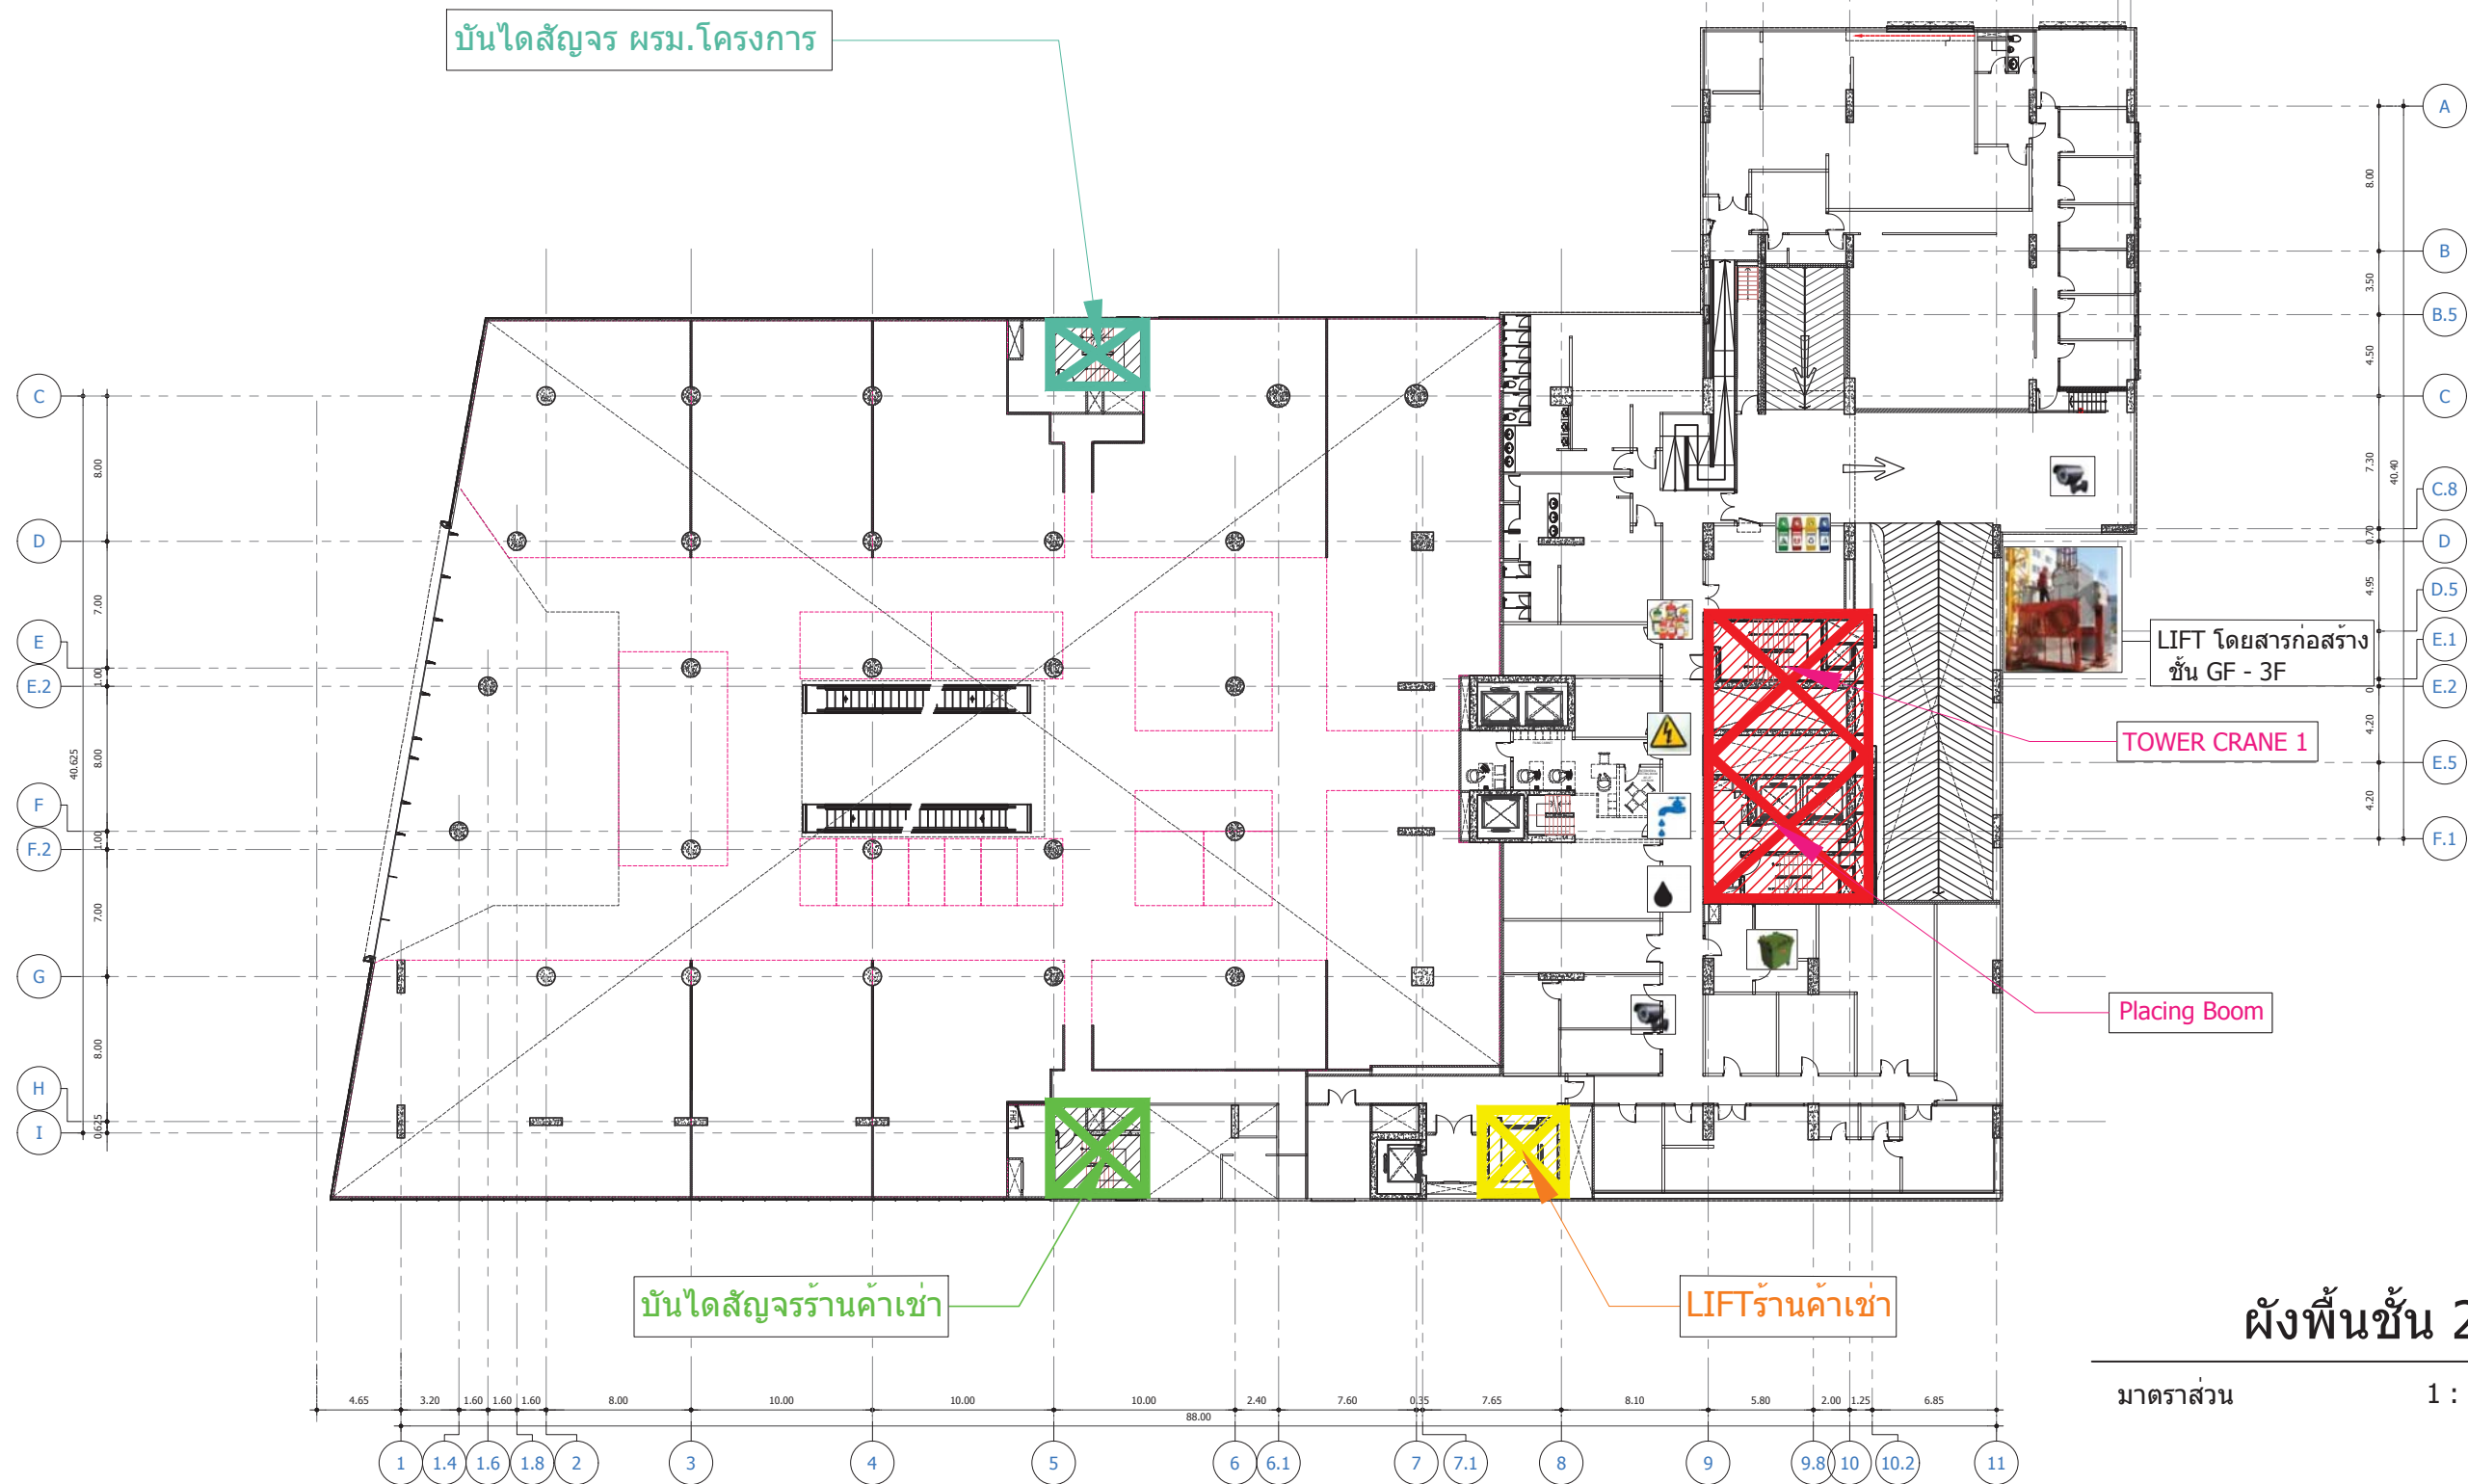 บันไดสัญจร ผรม.โครงการ
A
8.00
B
3.50
B.5
4.50
C
C
8.00
7.30
40.40
C.8
D
0.70
D
7.00
4.95
D.5
E
E.1
LIFT โดยสารก่อสร้าง
ชั้น GF - 3F
1.00
E.2
0
E.2
4.20
TOWER CRANE 1
40.625
8.00
E.5
4.20
F
1.00
F.2
F.1
7.00
G
Placing Boom
8.00
H
0.625
I
FHC
บันไดสัญจรร้านค้าเช่า
LIFTร้านค้าเช่า
ผังพื้นชั้น 2
มาตราส่วน 1 :
4.65 3.20 1.60 1.60 1.60 8.00 10.00 10.00 10.00 2.40 7.60 0.35 7.65 8.10 5.80 2.00 1.25 6.85
88.00
1 1.4 1.6 1.8 2 3 4 5 6 6.1 7 7.1 8 9 9.8 10 10.2 11